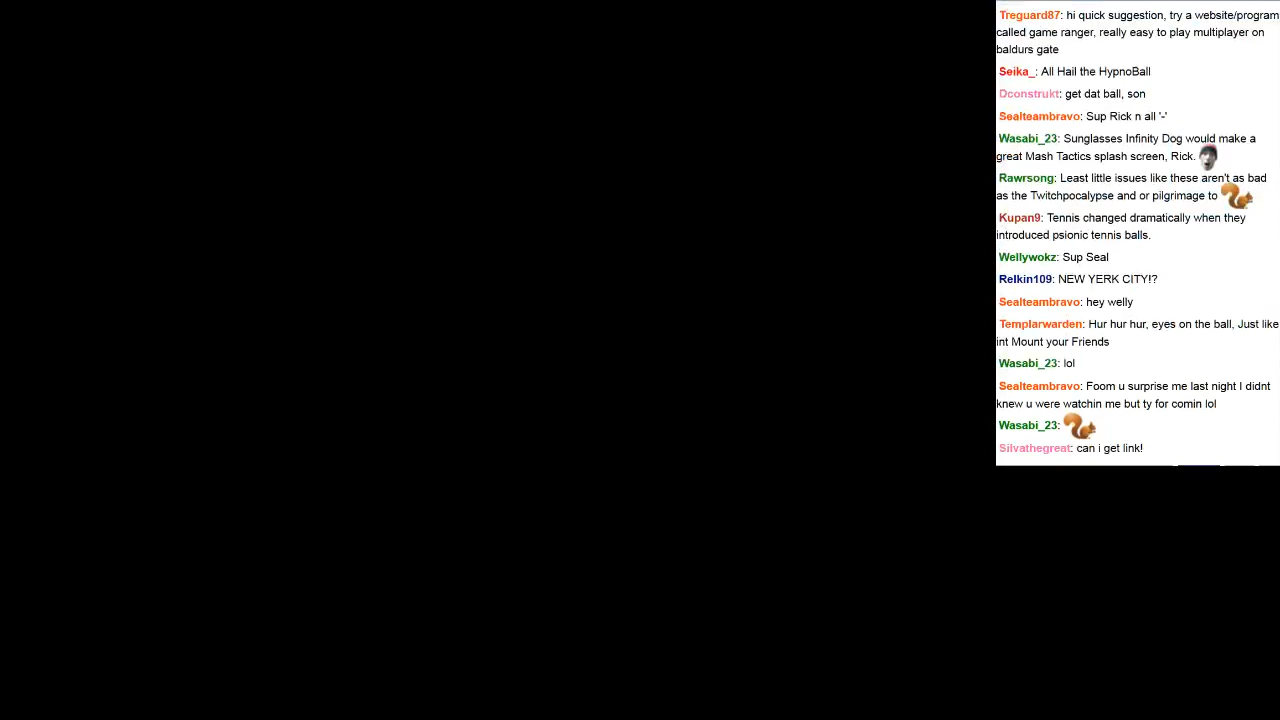 Treguard87: hi quick suggestion, try a website/program
called game ranger, really easy to play multiplayer on
baldurs gate
Seika_: All Hail the HypnoBall
Dconstrukt: get dat ball, son
Sealteambravo: Sup Rick n all '-'
Wasabi_23: Sunglasses Infinity Dog would make a
great Mash Tactics splash screen, Rick.
Rawrsong: Least little issues like these aren't as bad
as the Twitchpocalypse and or pilgrimage to
Kupan9: Tennis changed dramatically when they
introduced psionic tennis balls.
Wellywokz: Sup Seal
Relkin109: NEW YERK CITY!?
Sealteambravo: hey welly
Templarwarden: Hur hur hur, eyes on the ball, Just like
int Mount your Friends
Wasabi_23: lol
Sealteambravo: Foom u surprise me last night I didnt
knew u were watchin me but ty for comin lol
Wasabi_23:
Silvathegreat: can i get link!